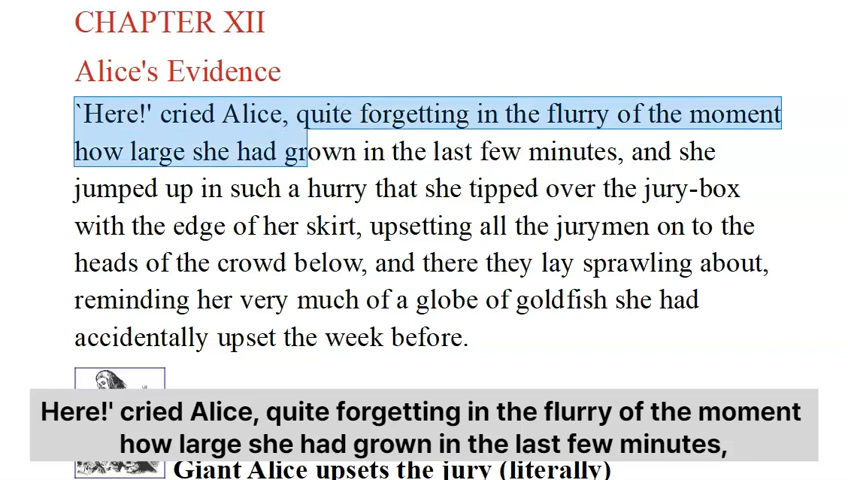 CHAPTER XII
Alice's Evidence
`Here!' cried Alice, quite forgetting in the flurry of the moment
how large she had grown in the last few minutes, and she
jumped up in such a hurry that she tipped over the jury-box
with the edge of her skirt, upsetting all the jurymen on to the
heads of the crowd below, and there they lay sprawling about,
reminding her very much of a globe of goldfish she had
accidentally upset the week before.
Here!' cried Alice, quite forgetting in the flurry of the moment
how large she had grown in the last few minutes,
Giant Alice upsets the jury (literally)